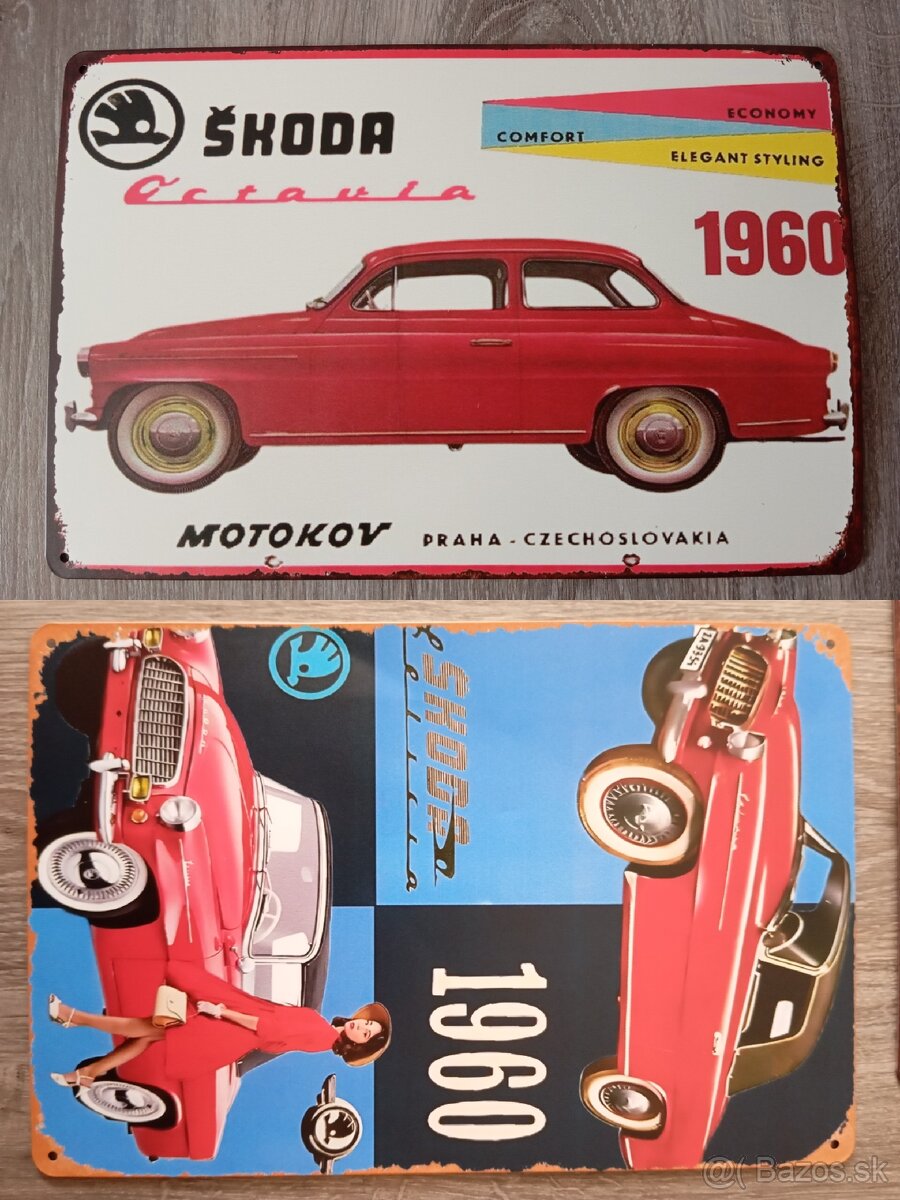 ŠKODA
Octavia
ECONOMY
COMFORT
ELEGANT STYLING
1960
MOTOKOV PRAHA - CZECHOSLOVAKIA
ŠKODA
1960
@( Bazos.sk